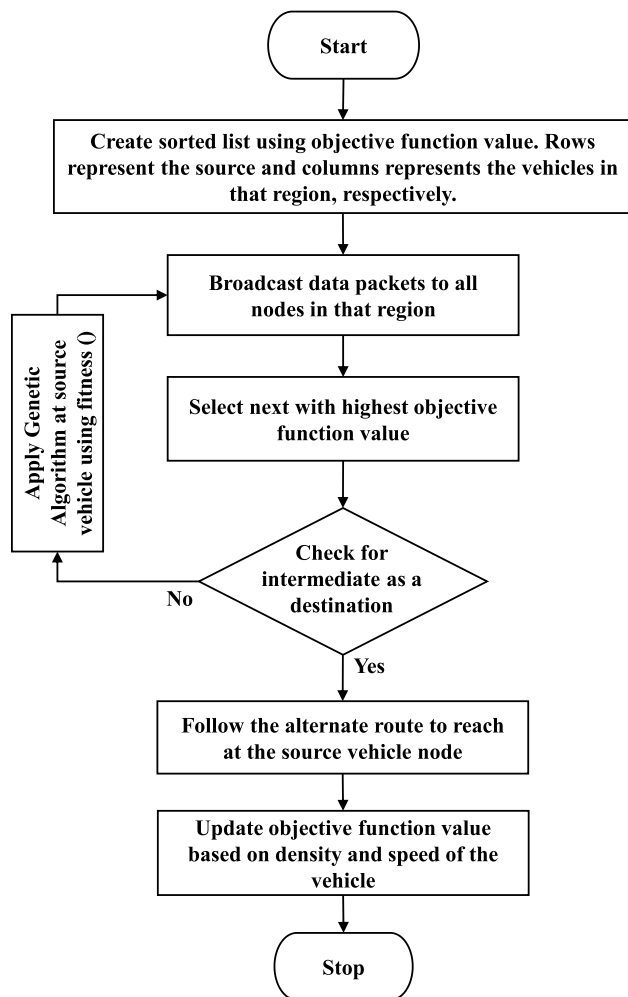 Start
Create sorted list using objective function value. Rows
represent the source and columns represents the vehicles in
that region, respectively.
Broadcast data packets to all
nodes in that region
Apply Genetic
Algorithm at source
vehicle using fitness ()
Select next with highest objective
function value
Check for
intermediate as a
destination
No
Yes
Follow the alternate route to reach
at the source vehicle node
Update objective function value
based on density and speed of the
vehicle
Stop